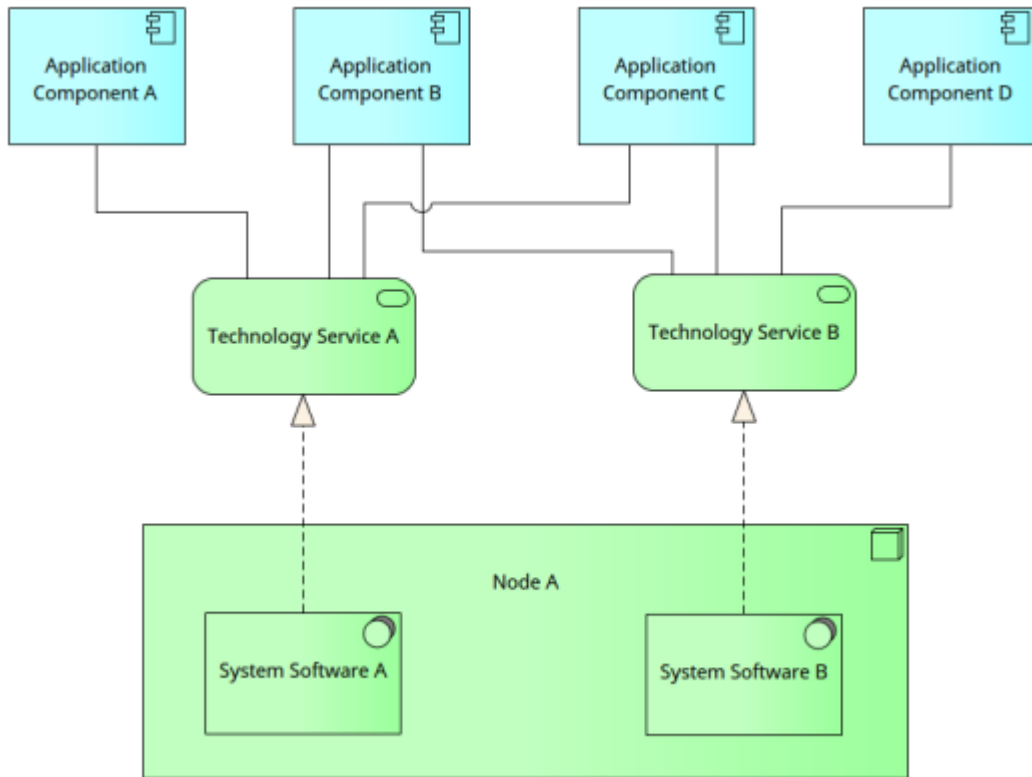 Application
Component A
Application
Component B
Application
Component C
Application
Component D
Technology Service A
Technology Service B
Node A
System Software A
System Software B